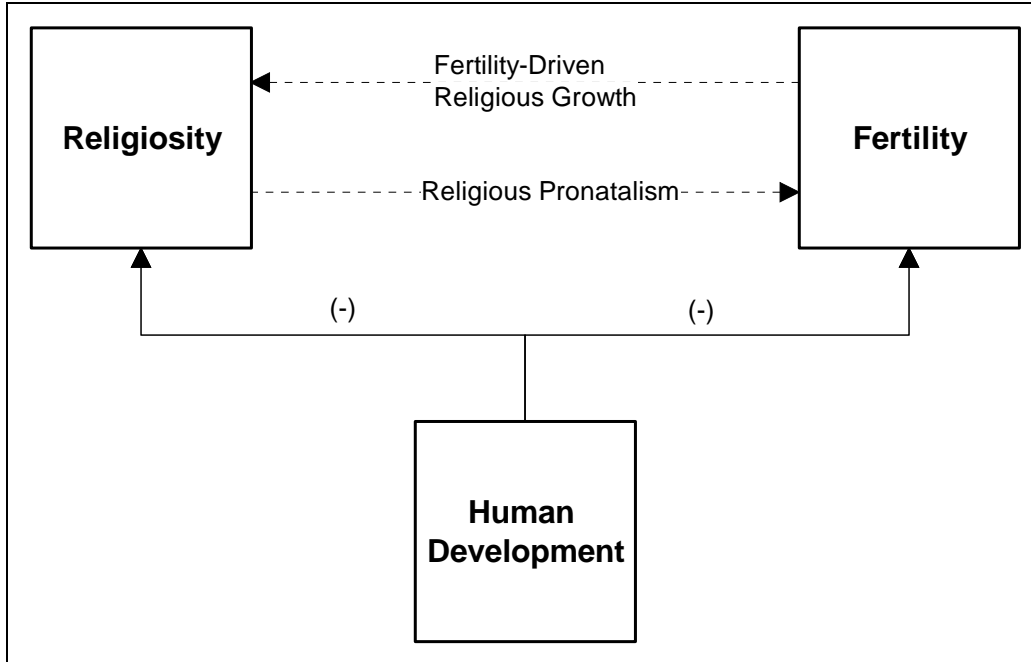 Fertility-Driven
Religious Growth
Religiosity
Fertility
Religious Pronatalism
(-)
(-)
Human
Development